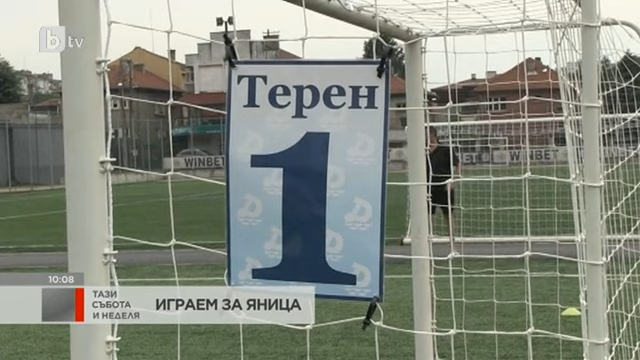 btv
Терен
1
WINBET
WINBET
10:08
ТАЗИ
СЪБОТА
И НЕДЕЛЯ
ИГРАЕМ ЗА ЯНИЦА